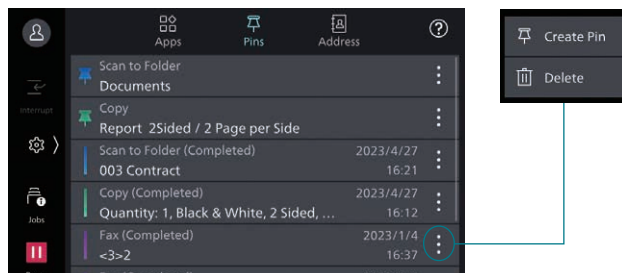 Apps
Pins
Address
Scan to Folder
Documents
Interrupt
Copy
Report 2Sided / 2 Page per Side
Scan to Folder (Completed) 2023/4/27
003 Contract 16:21
Copy (Completed) 2023/4/27
Quantity: 1, Black & White, 2 Sided, ... 16:12
Jobs
Fax (Completed) 2023/1/4
<3>2 16:37
Create Pin
Delete